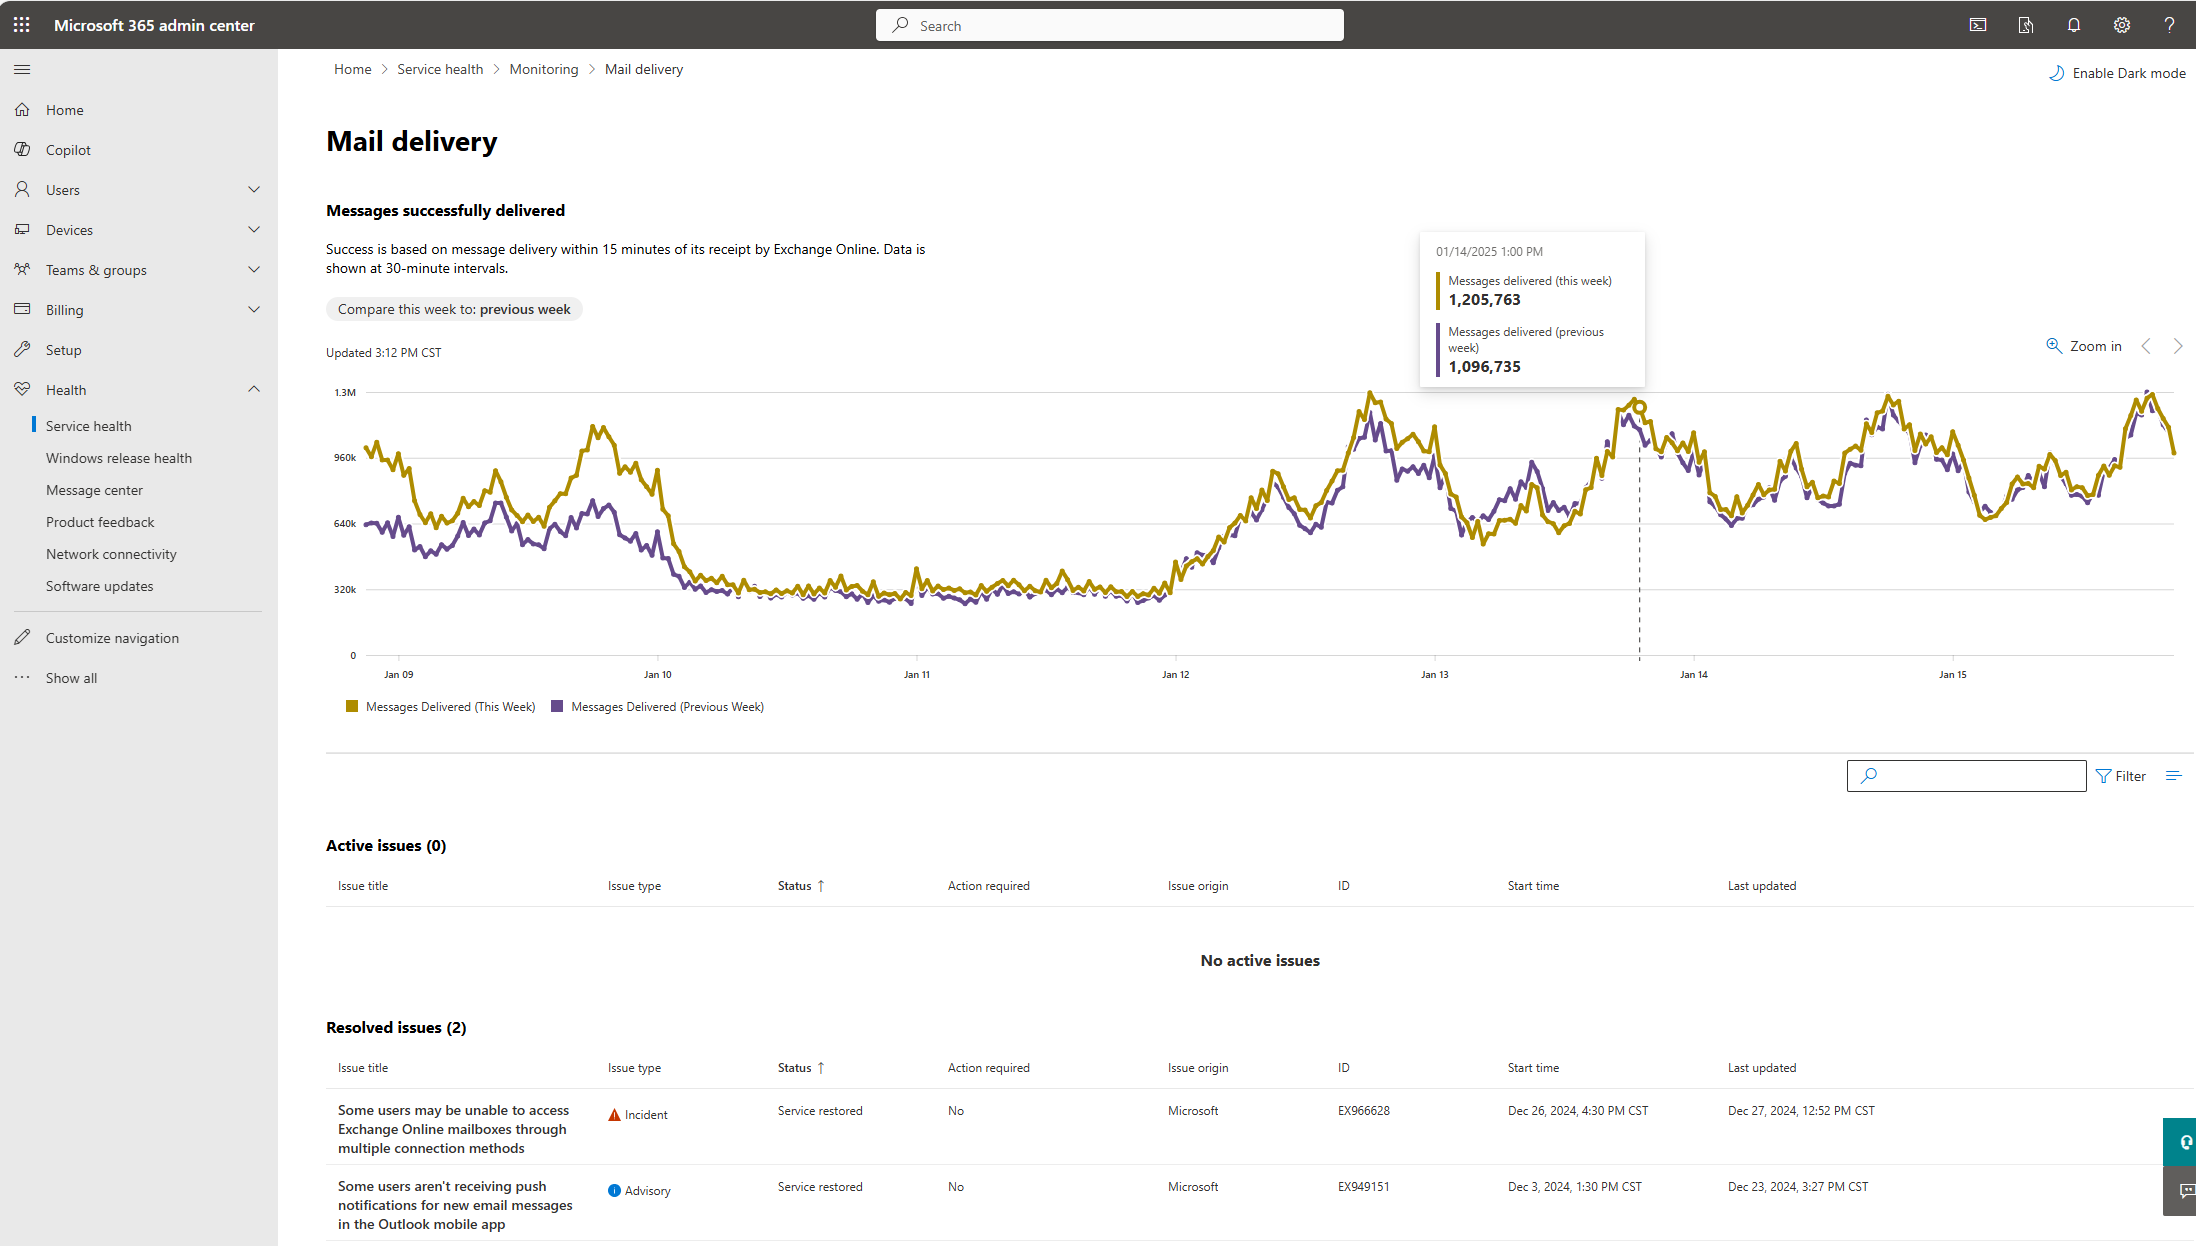 Microsoft 365 admin center
Search
Home
Copilot
Users
Devices
Teams & groups
Billing
Setup
Health
Service health
Windows release health
Message center
Product feedback
Network connectivity
Software updates
Customize navigation
Show all
Home > Service health > Monitoring > Mail delivery
Enable Dark mode
Mail delivery
Messages successfully delivered
Success is based on message delivery within 15 minutes of its receipt by Exchange Online. Data is
shown at 30-minute intervals.
Compare this week to: previous week
Updated 3:12 PM CST
01/14/2025 1:00 PM
Messages delivered (this week)
1,205,763
Messages delivered (previous
week)
1,096,735
Zoom in
1.3M
960k
640k
320k
0
Jan 09 Jan 10 Jan 11 Jan 12 Jan 13 Jan 14 Jan 15
Messages Delivered (This Week) Messages Delivered (Previous Week)
Filter
Active issues (0)
Issue title Issue type Status ↑ Action required Issue origin ID Start time Last updated
No active issues
Resolved issues (2)
Issue title Issue type Status ↑ Action required Issue origin ID Start time Last updated
Some users may be unable to access
Exchange Online mailboxes through
multiple connection methods
Incident Service restored No Microsoft EX966628 Dec 26, 2024, 4:30 PM CST Dec 27, 2024, 12:52 PM CST
Some users aren't receiving push
notifications for new email messages
in the Outlook mobile app
Advisory Service restored No Microsoft EX949151 Dec 3, 2024, 1:30 PM CST Dec 23, 2024, 3:27 PM CST